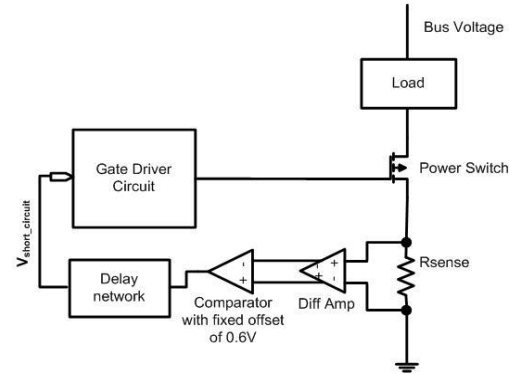 Bus Voltage
Load
Gate Driver
Circuit
Power Switch
Vshort_circuit
Delay
network
- +
- +
+ -
Comparator
with fixed offset
of 0.6V
Diff Amp
Rsense